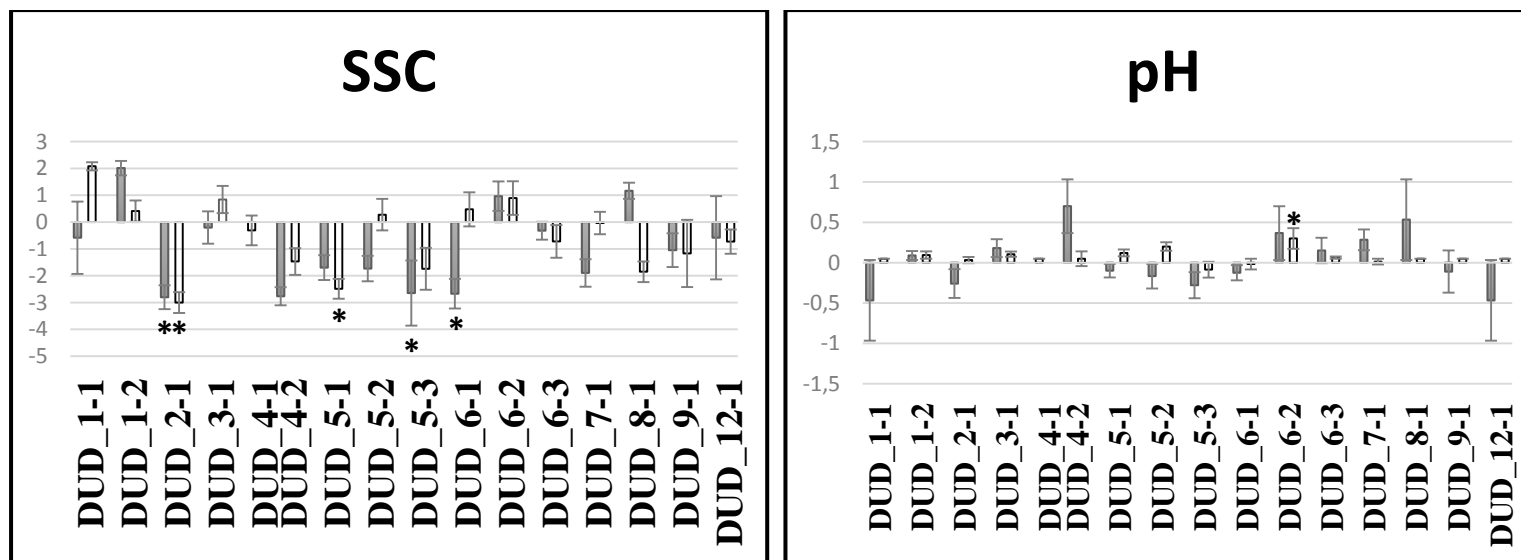 SSC
3
2
1
0
-1
-2
-3
-4
-5
**
*
*
*
DUD_1-1
DUD_1-2
DUD_2-1
DUD_3-1
DUD_4-1
DUD_4-2
DUD_5-1
DUD_5-2
DUD_5-3
DUD_6-1
DUD_6-2
DUD_6-3
DUD_7-1
DUD_8-1
DUD_9-1
DUD_12-1
pH
1,5
1
0,5
0
-0,5
-1
-1,5
*
DUD_1-1
DUD_1-2
DUD_2-1
DUD_3-1
DUD_4-1
DUD_4-2
DUD_5-1
DUD_5-2
DUD_5-3
DUD_6-1
DUD_6-2
DUD_6-3
DUD_7-1
DUD_8-1
DUD_9-1
DUD_12-1